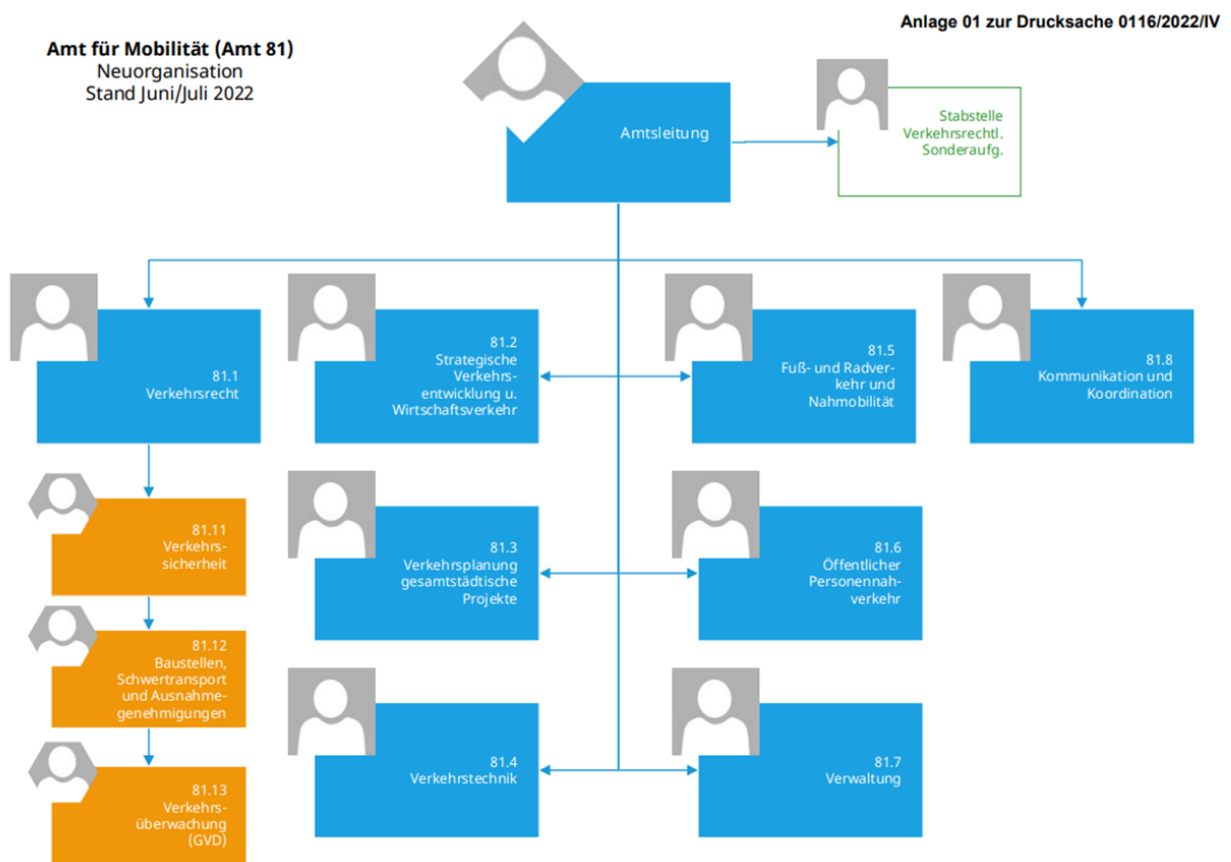 Anlage 01 zur Drucksache 0116/2022/IV
Amt für Mobilität (Amt 81)
Neuorganisation
Stand Juni/Juli 2022
Amtsleitung
Stabstelle
Verkehrsrechtl.
Sonderaufg.
81.1
Verkehrsrecht
81.2
Strategische
Verkehrs-
entwicklung u.
Wirtschaftsverkehr
81.5
Fuß- und Radver-
kehr und
Nahmobilität
81.8
Kommunikation und
Koordination
81.11
Verkehrs-
sicherheit
81.3
Verkehrsplanung
gesamtstädtische
Projekte
81.6
Öffentlicher
Personennah-
verkehr
81.12
Baustellen,
Schwertransport
und Ausnahme-
genehmigungen
81.4
Verkehrstechnik
81.7
Verwaltung
81.13
Verkehrs-
überwachung
(GVD)